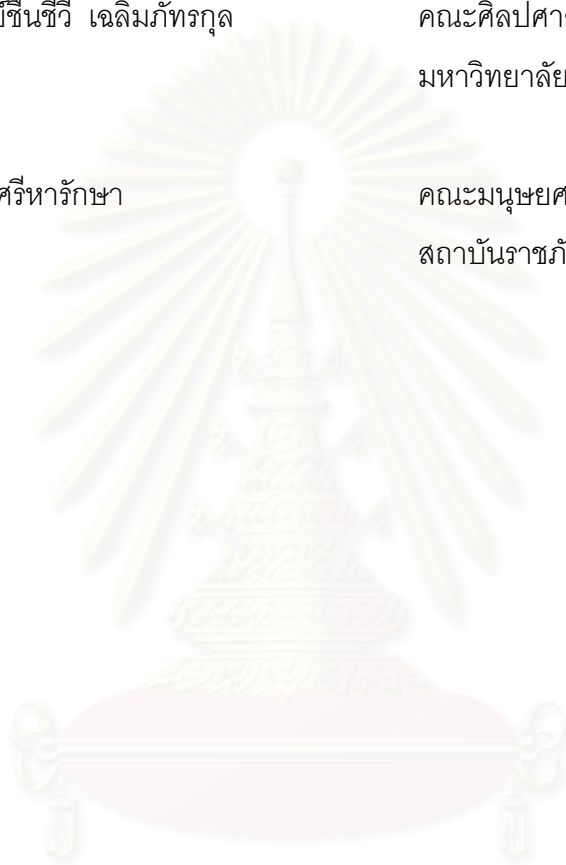 ชื่นชีวี เฉลิมภัทรกุล คณะศิลปศา
มหาวิทยาลัย
ศรีหารักษา คณะมนุษยศ
สถาบันราชภั